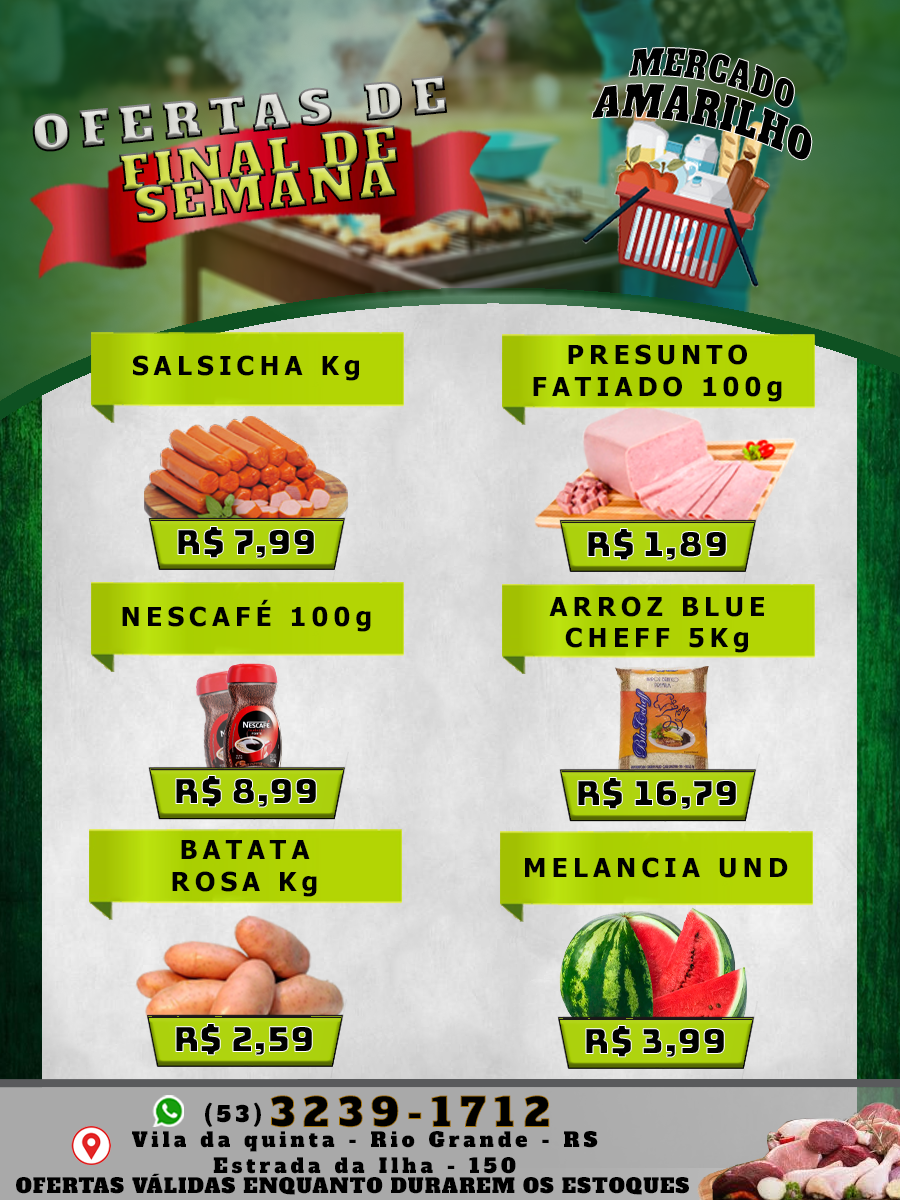 OFERTAS DE
FINAL DE
SEMANA
MERCADO
AMARILHO
SALSICHA Kg
R$ 7,99
PRESUNTO
FATIADO 100g
R$ 1,89
NESCAFÉ 100g
NESCAFÉ
R$ 8,99
ARROZ BLUE
CHEFF 5Kg
R$ 16,79
BATATA
ROSA Kg
R$ 2,59
MELANCIA UND
R$ 3,99
(53) 3239-1712
Vila da quinta - Rio Grande - RS
Estrada da Ilha - 150
OFERTAS VÁLIDAS ENQUANTO DURAREM OS ESTOQUES